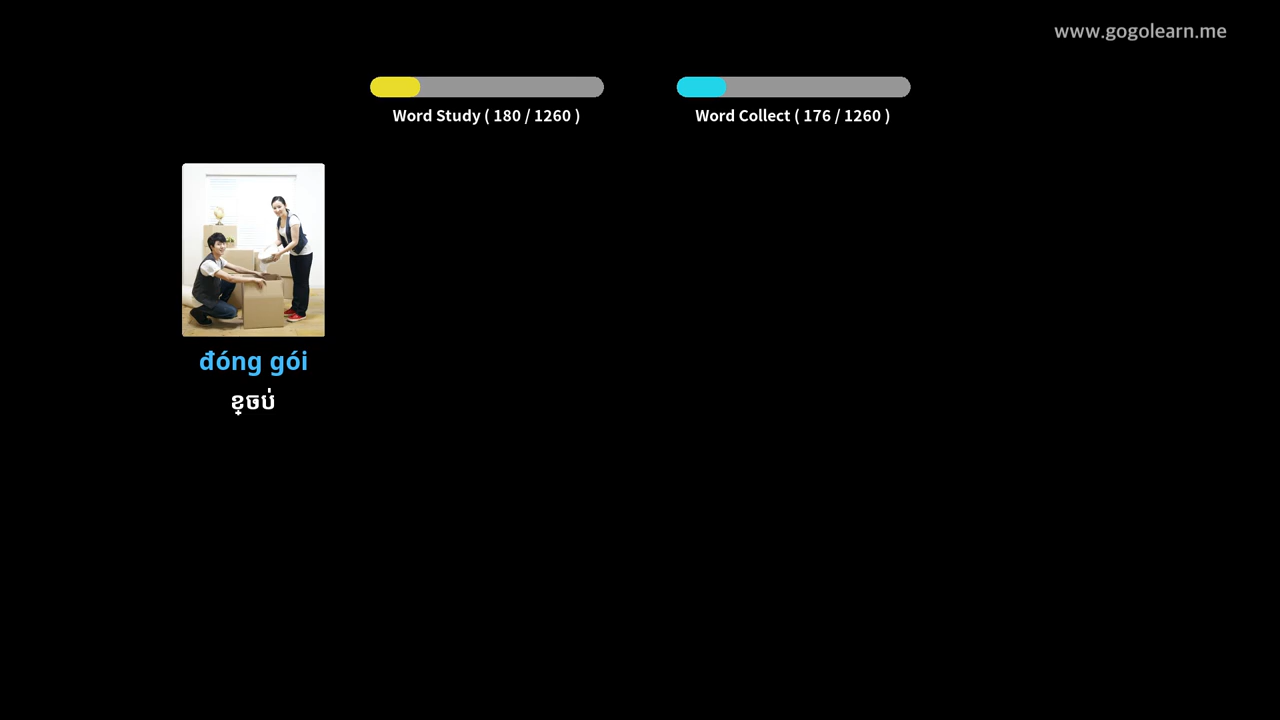 www.gogolearn.me
Word Study ( 180 / 1260 )
Word Collect ( 176 / 1260 )
đóng gói
ខ្ចប់